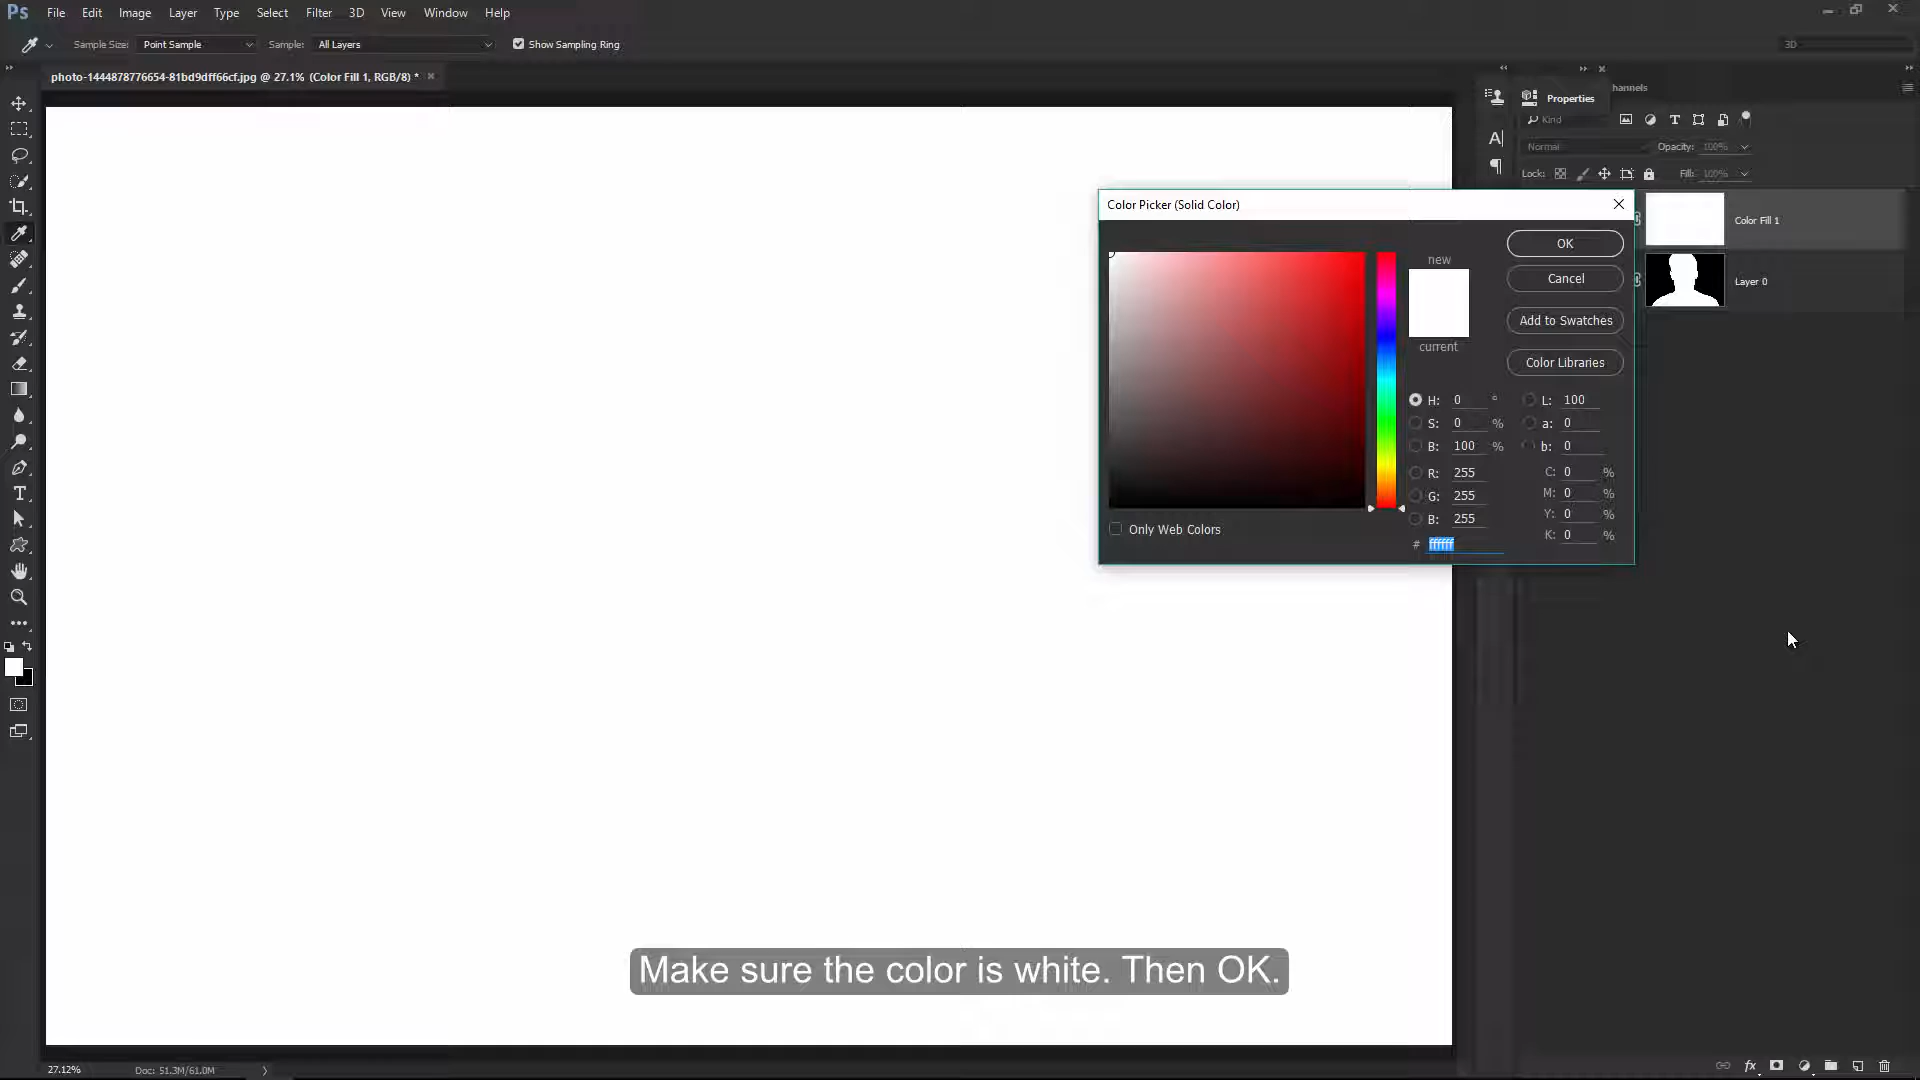 Ps File Edit Image Layer Type Select Filter 3D View Window Help
Sample Size: Point Sample Sample: All Layers Show Sampling Ring 3D
photo-1444878776654-81bd9dff66cf.jpg @ 27.1% (Color Fill 1, RGB/8) *
Properties hannels
Kind
Normal Opacity: 100%
Lock: Fill: 100%
Color Picker (Solid Color)
Color Fill 1
OK
new
Cancel
Layer 0
Add to Swatches
current
Color Libraries
H: 0 ° L: 100
S: 0 % a: 0
B: 100 % b: 0
R: 255 C: 0 %
G: 255 M: 0 %
B: 255 Y: 0 %
Only Web Colors K: 0 %
# ffffff
Make sure the color is white. Then OK.
27.12% Doc: 51.3M/61.0M
fx